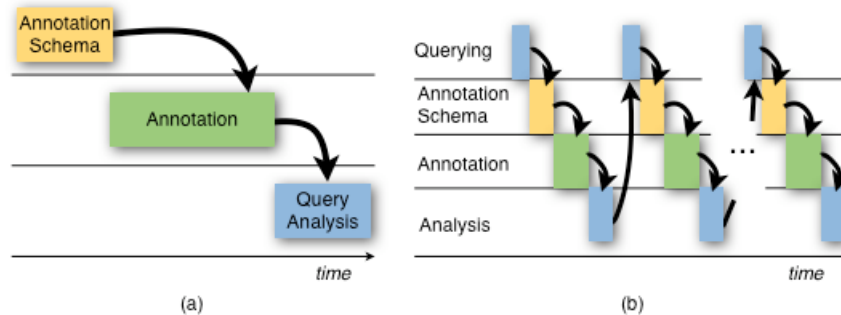 Annotation
Schema
Annotation
Query
Analysis
time
(a)
Querying
Annotation
Schema
Annotation
...
Analysis
time
(b)